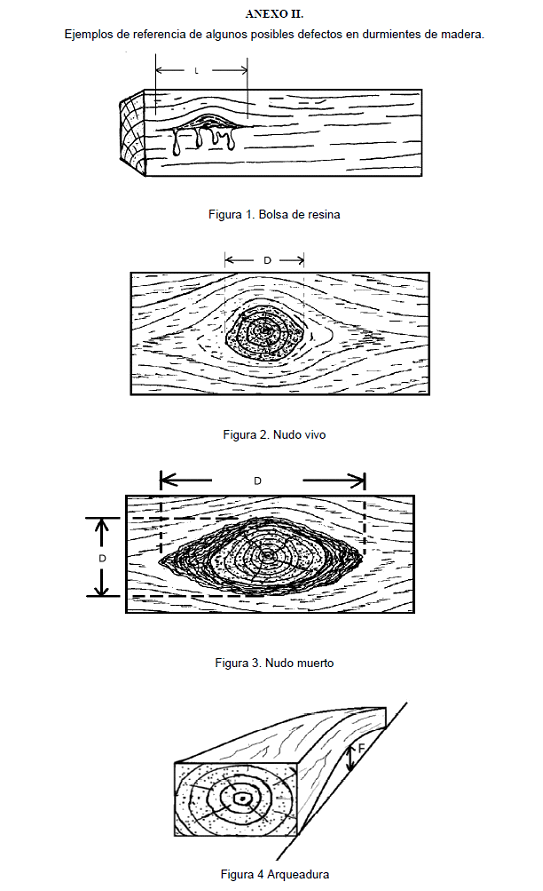 ANEXO II.
Ejemplos de referencia de algunos posibles defectos en durmientes de madera.
L
Figura 1. Bolsa de resina
D
Figura 2. Nudo vivo
D
D
Figura 3. Nudo muerto
F
Figura 4 Arqueadura